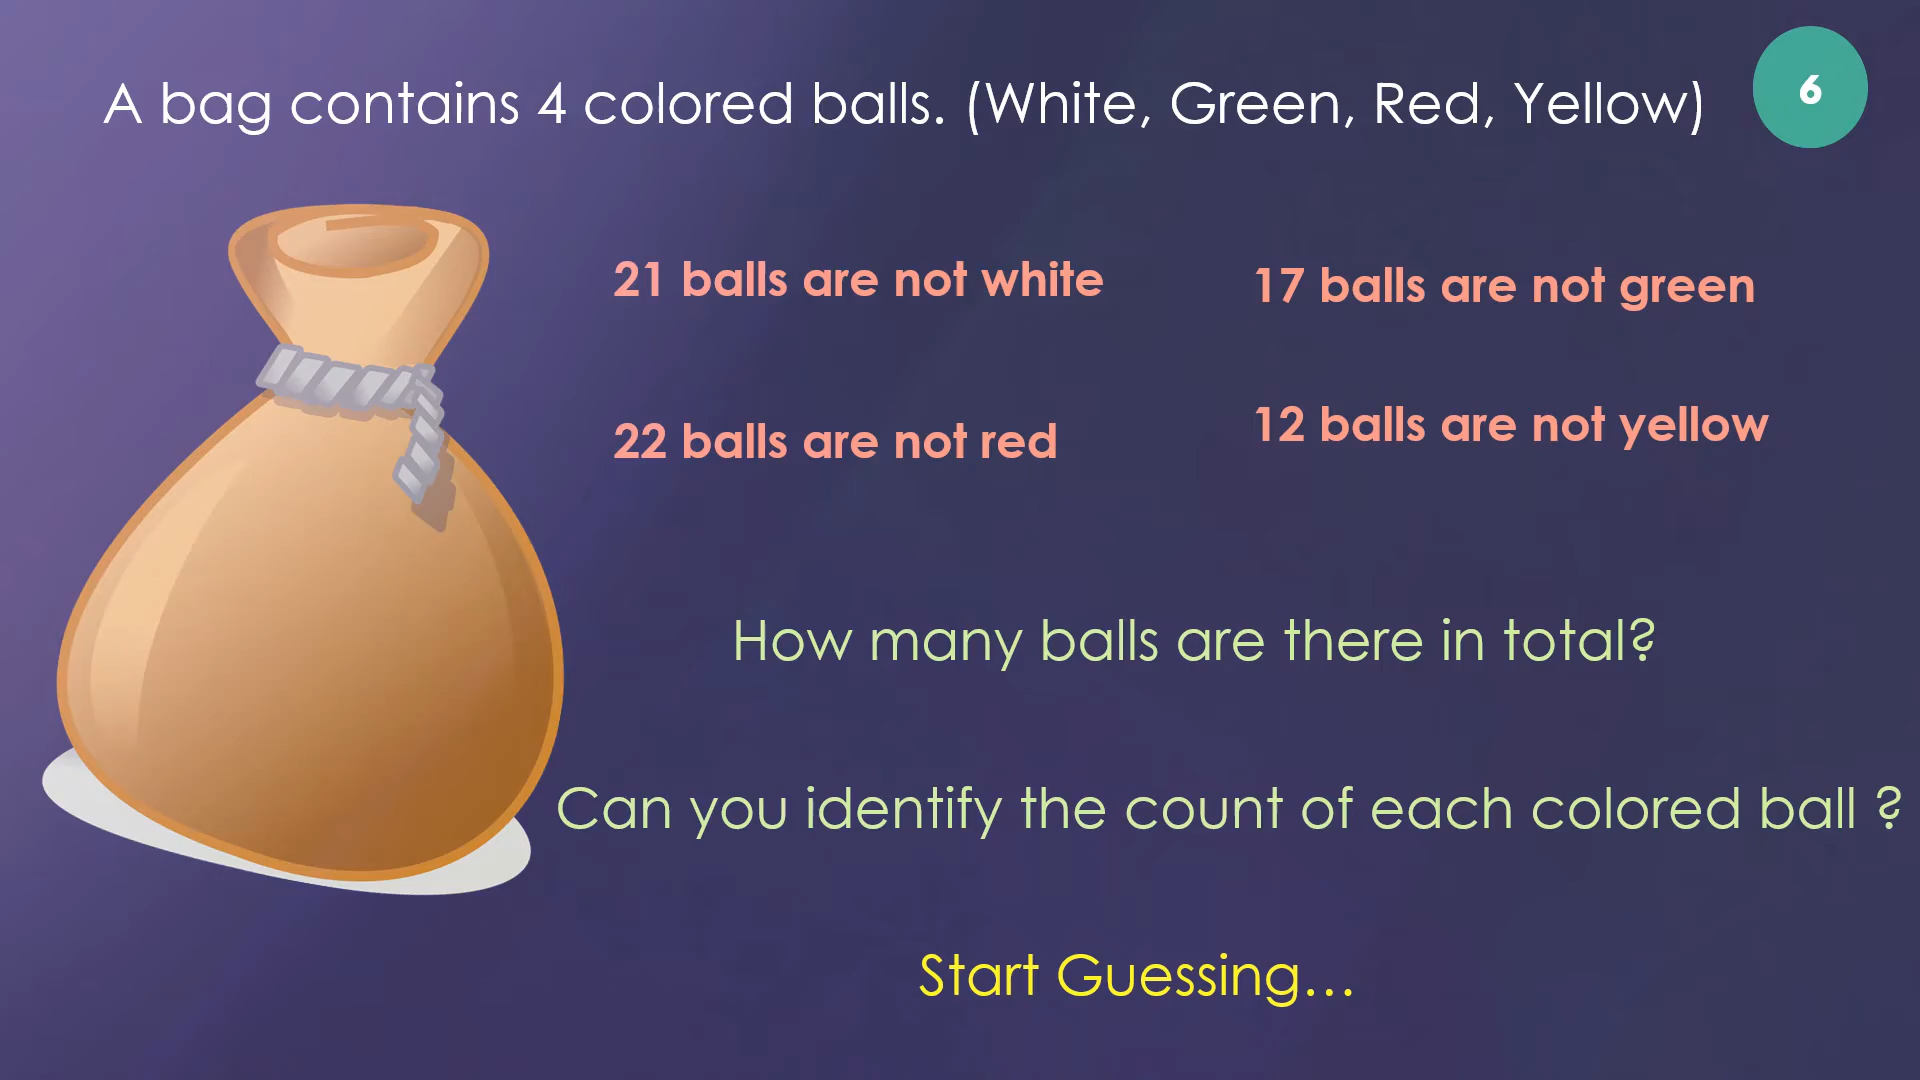 A bag contains 4 colored balls. (White, Green, Red, Yellow)
6
21 balls are not white
17 balls are not green
22 balls are not red
12 balls are not yellow
How many balls are there in total?
Can you identify the count of each colored ball ?
Start Guessing...